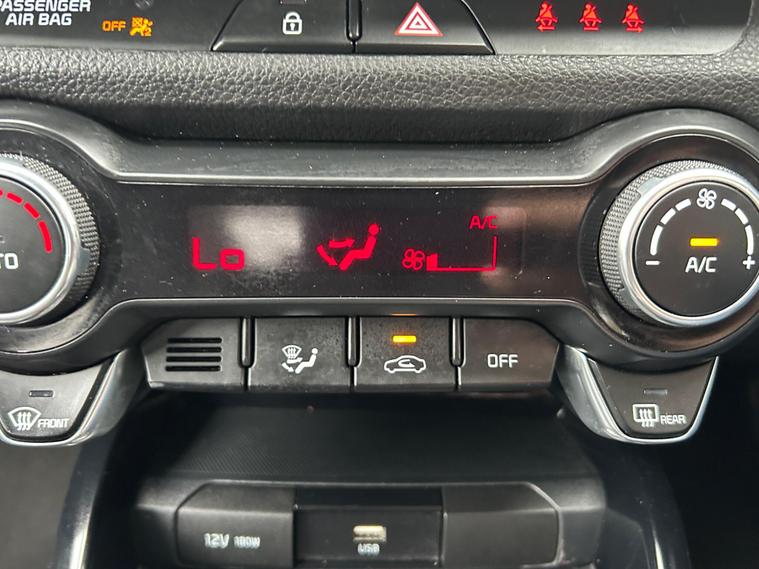 PASSENGER
AIR BAG
OFF
Lo
A/C
A/C
- +
OFF
FRONT
REAR
12V 180W
USB